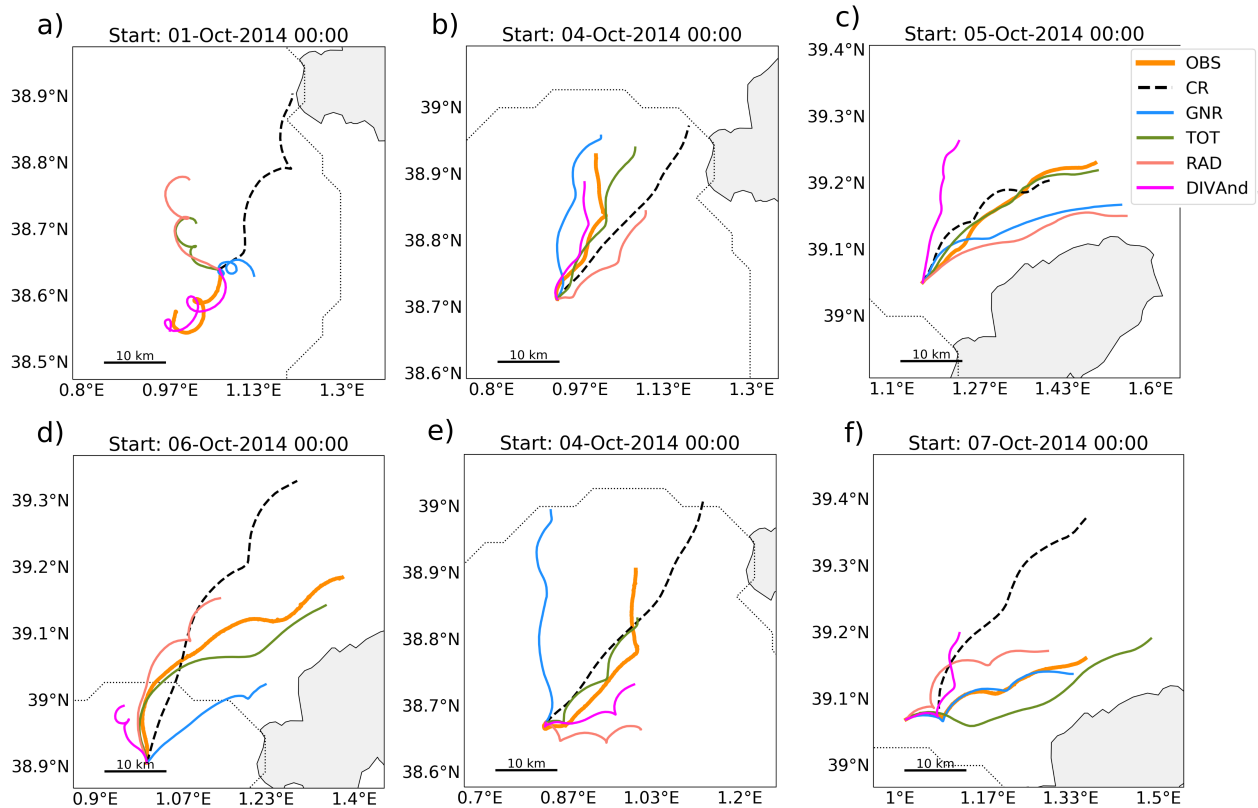 a)
Start: 01-Oct-2014 00:00
38.9°N
38.8°N
38.7°N
38.6°N
38.5°N
10 km
0.8°E 0.97°E 1.13°E 1.3°E
b)
Start: 04-Oct-2014 00:00
39°N
38.9°N
38.8°N
38.7°N
38.6°N
10 km
0.8°E 0.97°E 1.13°E 1.3°E
c)
Start: 05-Oct-2014 00:00
39.4°N
39.3°N
39.2°N
39.1°N
39°N
10 km
1.1°E 1.27°E 1.43°E 1.6°E
OBS
CR
GNR
TOT
RAD
DIVAnd
d)
Start: 06-Oct-2014 00:00
39.3°N
39.2°N
39.1°N
39°N
38.9°N
10 km
0.9°E 1.07°E 1.23°E 1.4°E
e)
Start: 04-Oct-2014 00:00
39°N
38.9°N
38.8°N
38.7°N
38.6°N
10 km
0.7°E 0.87°E 1.03°E 1.2°E
f)
Start: 07-Oct-2014 00:00
39.4°N
39.3°N
39.2°N
39.1°N
39°N
10 km
1°E 1.17°E 1.33°E 1.5°E